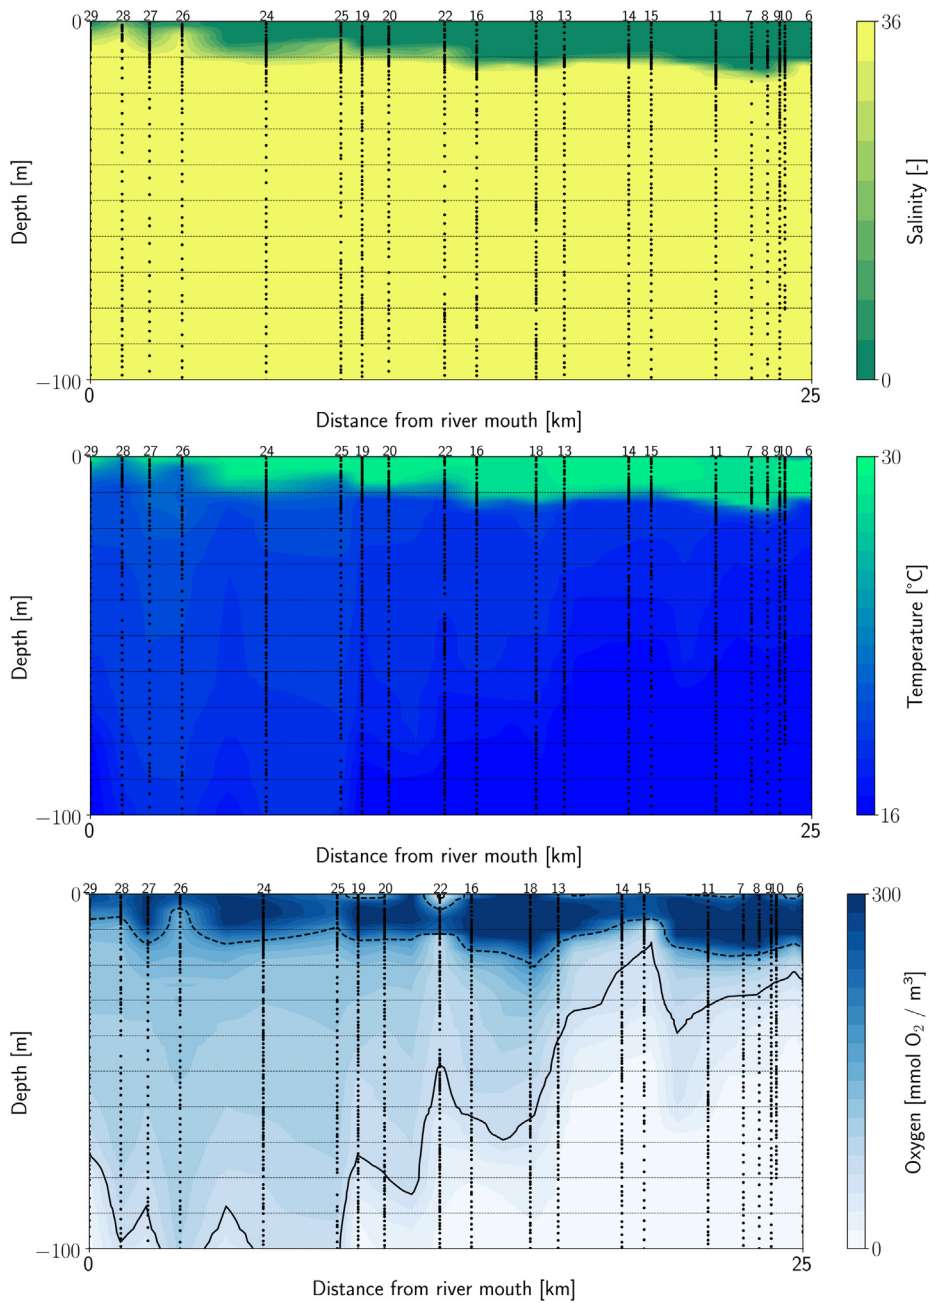 29 28 27 26 24 25 19 20 22 16 18 13 14 15 11 7 8 9 10 6
0
36
Depth [m]
Salinity [-]
−100
0
0
25
Distance from river mouth [km]
29 28 27 26 24 25 19 20 22 16 18 13 14 15 11 7 8 9 10 6
0
30
Depth [m]
Temperature [°C]
−100
16
0
25
Distance from river mouth [km]
29 28 27 26 24 25 19 20 22 16 18 13 14 15 11 7 8 9 10 6
0
300
Depth [m]
Oxygen [mmol O₂ / m³]
−100
0
0
25
Distance from river mouth [km]